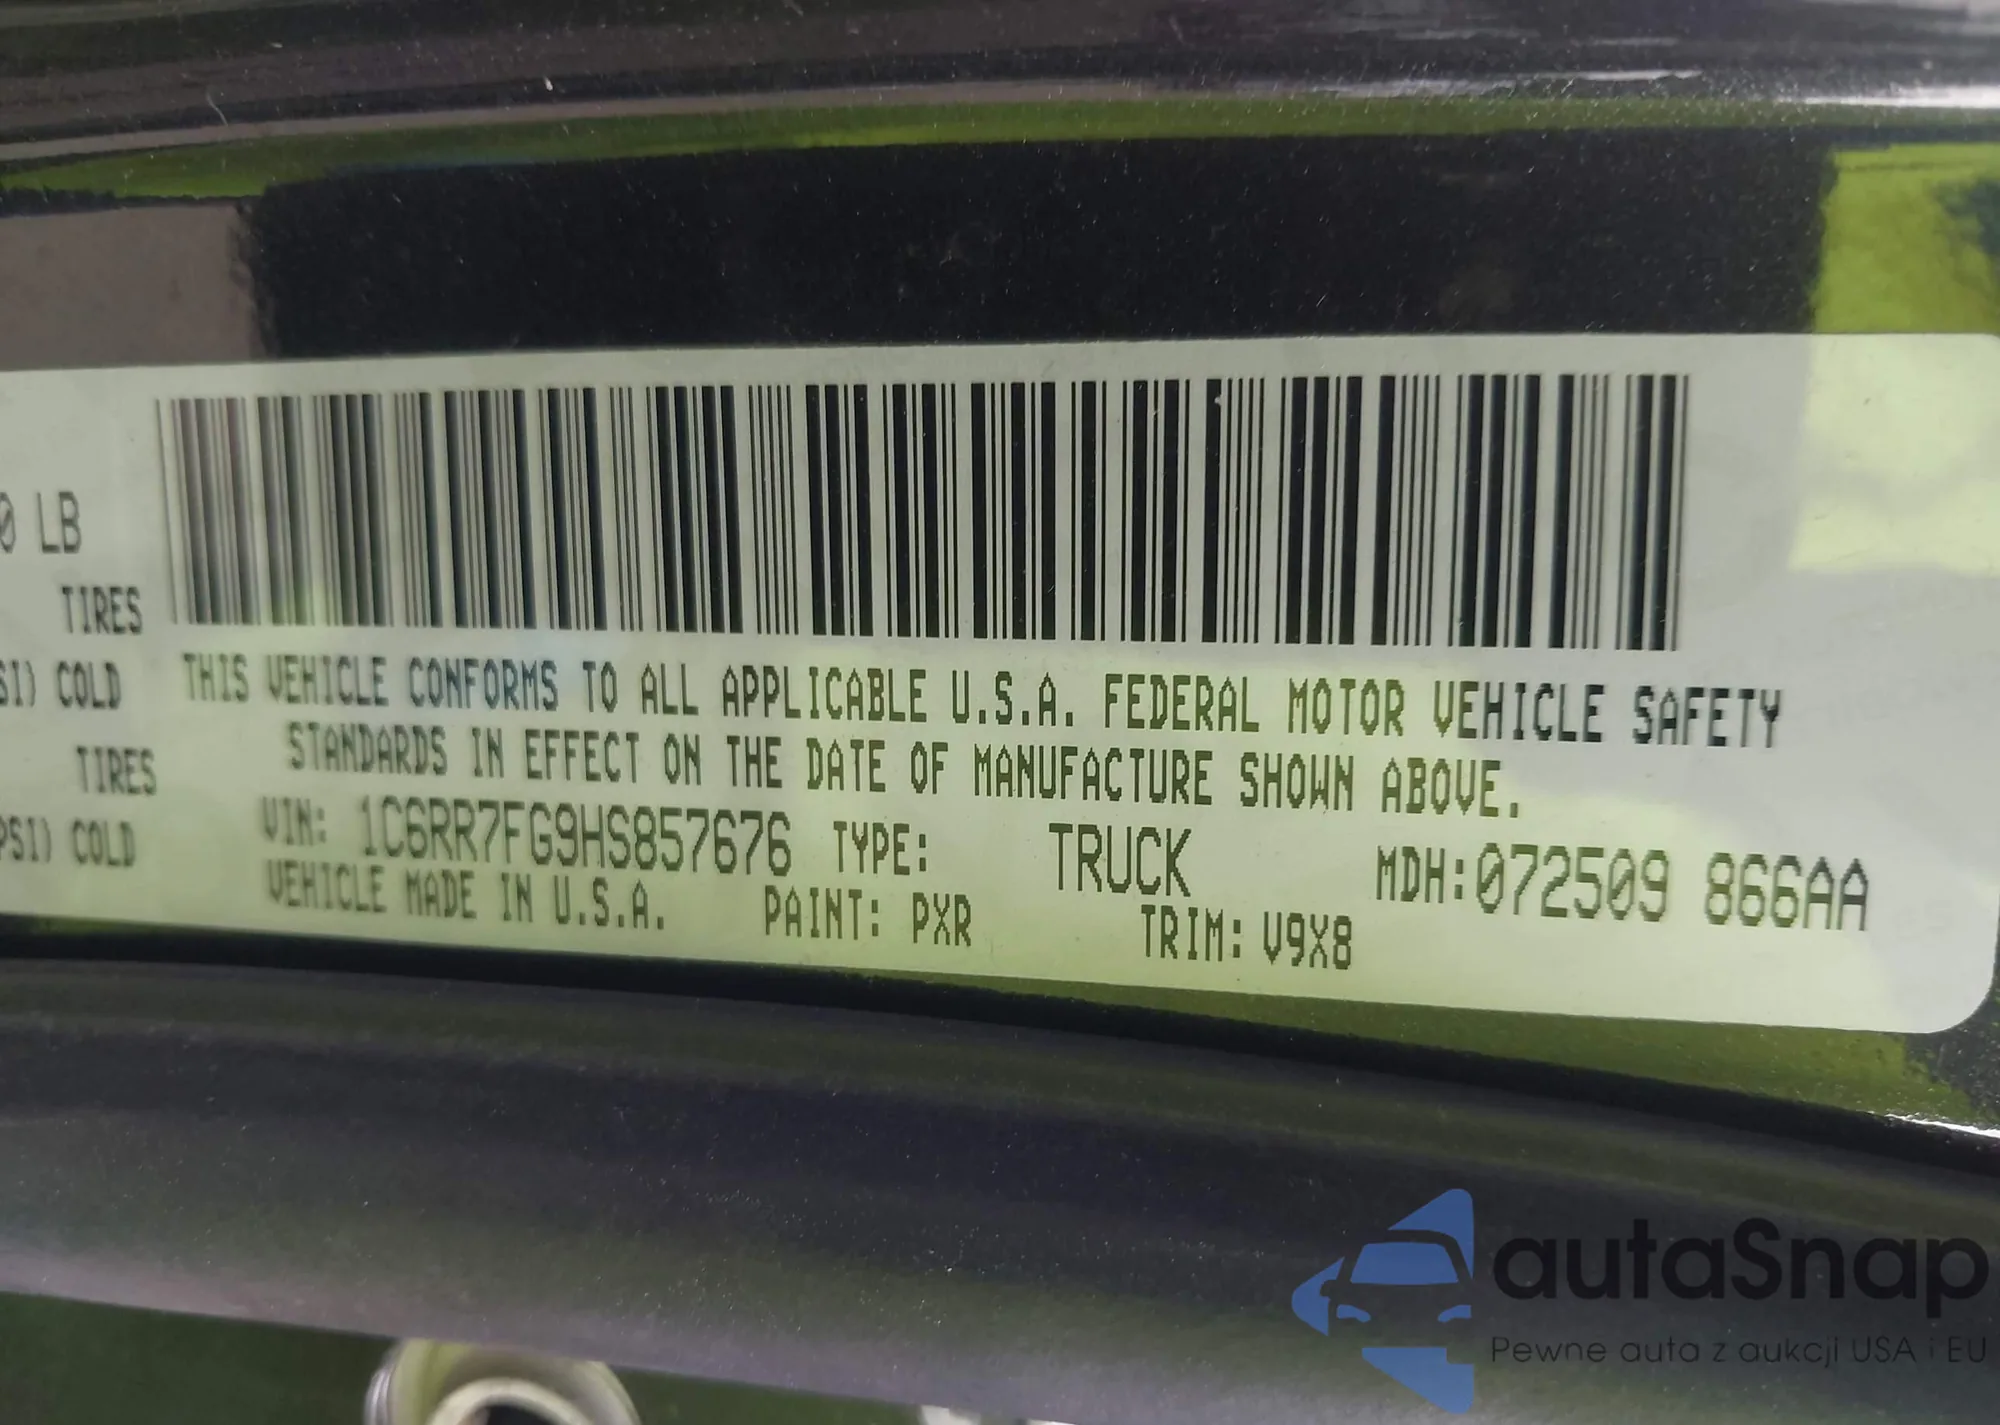 0 LB
TIRES
SI) COLD
TIRES
PSI) COLD
THIS VEHICLE CONFORMS TO ALL APPLICABLE U.S.A. FEDERAL MOTOR VEHICLE SAFETY
STANDARDS IN EFFECT ON THE DATE OF MANUFACTURE SHOWN ABOVE.
VIN: 1C6RR7FG9HS857676 TYPE: TRUCK MDH:072509 866AA
VEHICLE MADE IN U.S.A. PAINT: PXR TRIM: V9X8
autaSnap
Pewne auta z aukcji USA i EU